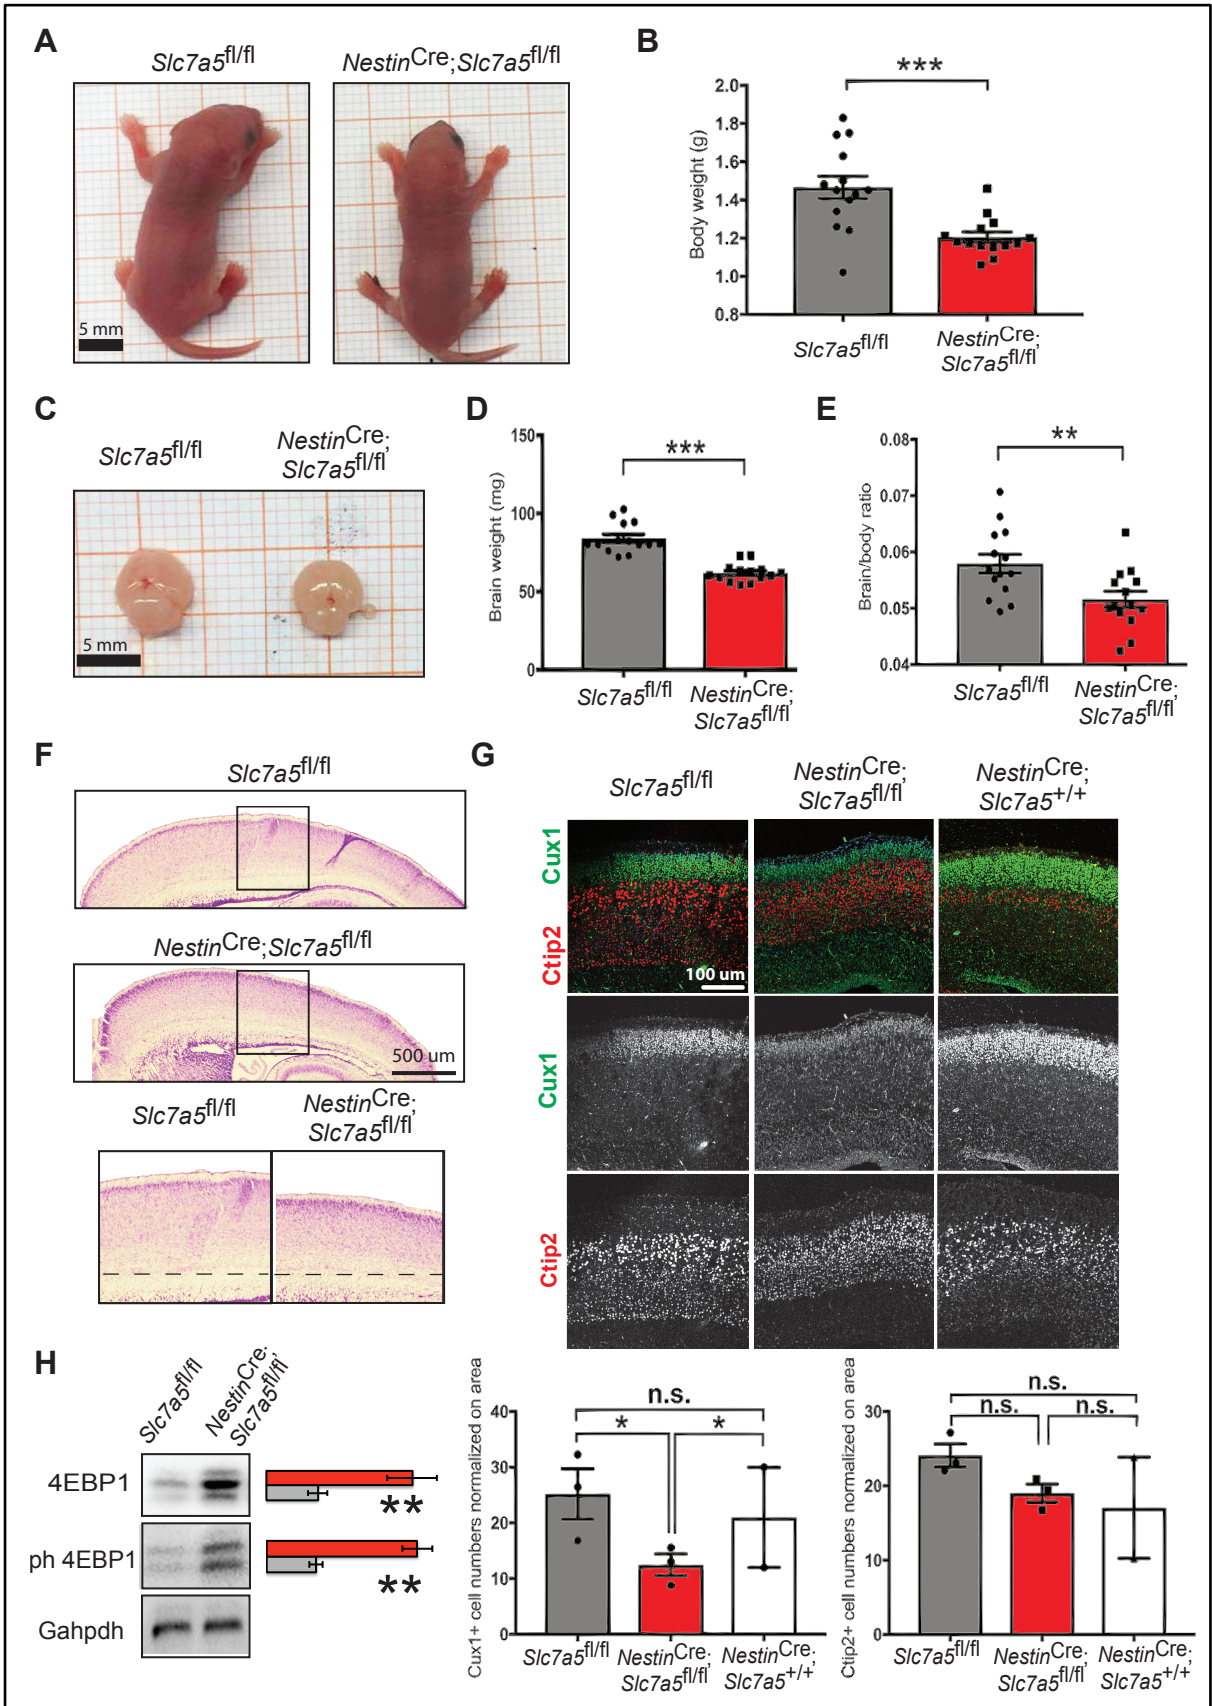 A
Slc7a5fl/fl
NestinCre;Slc7a5fl/fl
5 mm
B
***
Body weight (g)
2.0
1.8
1.6
1.4
1.2
1.0
0.8
Slc7a5fl/fl
NestinCre;
Slc7a5fl/fl
C
Slc7a5fl/fl
NestinCre;
Slc7a5fl/fl
5 mm
D
***
Brain weight (mg)
150
100
50
0
Slc7a5fl/fl
NestinCre;
Slc7a5fl/fl
E
**
Brain/body ratio
0.08
0.07
0.06
0.05
0.04
Slc7a5fl/fl
NestinCre;
Slc7a5fl/fl
F
Slc7a5fl/fl
NestinCre;Slc7a5fl/fl
500 um
Slc7a5fl/fl
NestinCre;
Slc7a5fl/fl
G
Slc7a5fl/fl
NestinCre;
Slc7a5fl/fl
NestinCre;
Slc7a5+/+
Ctip2 Cux1
100 um
Cux1
Ctip2
H
Slc7a5fl/fl
NestinCre;
Slc7a5fl/fl
4EBP1
**
ph 4EBP1
**
Gahpdh
Cux1+ cell numbers normalized on area
40
30
20
10
0
n.s.
*
*
Slc7a5fl/fl
NestinCre;
Slc7a5fl/fl
NestinCre;
Slc7a5+/+
Ctip2+ cell numbers normalized on area
30
20
10
0
n.s.
n.s.
n.s.
Slc7a5fl/fl
NestinCre;
Slc7a5fl/fl
NestinCre;
Slc7a5+/+